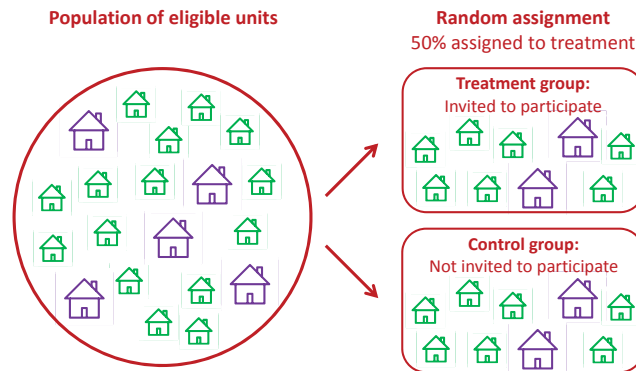 Population of eligible units
Random assignment
50% assigned to treatment
Treatment group:
Invited to participate
Control group:
Not invited to participate